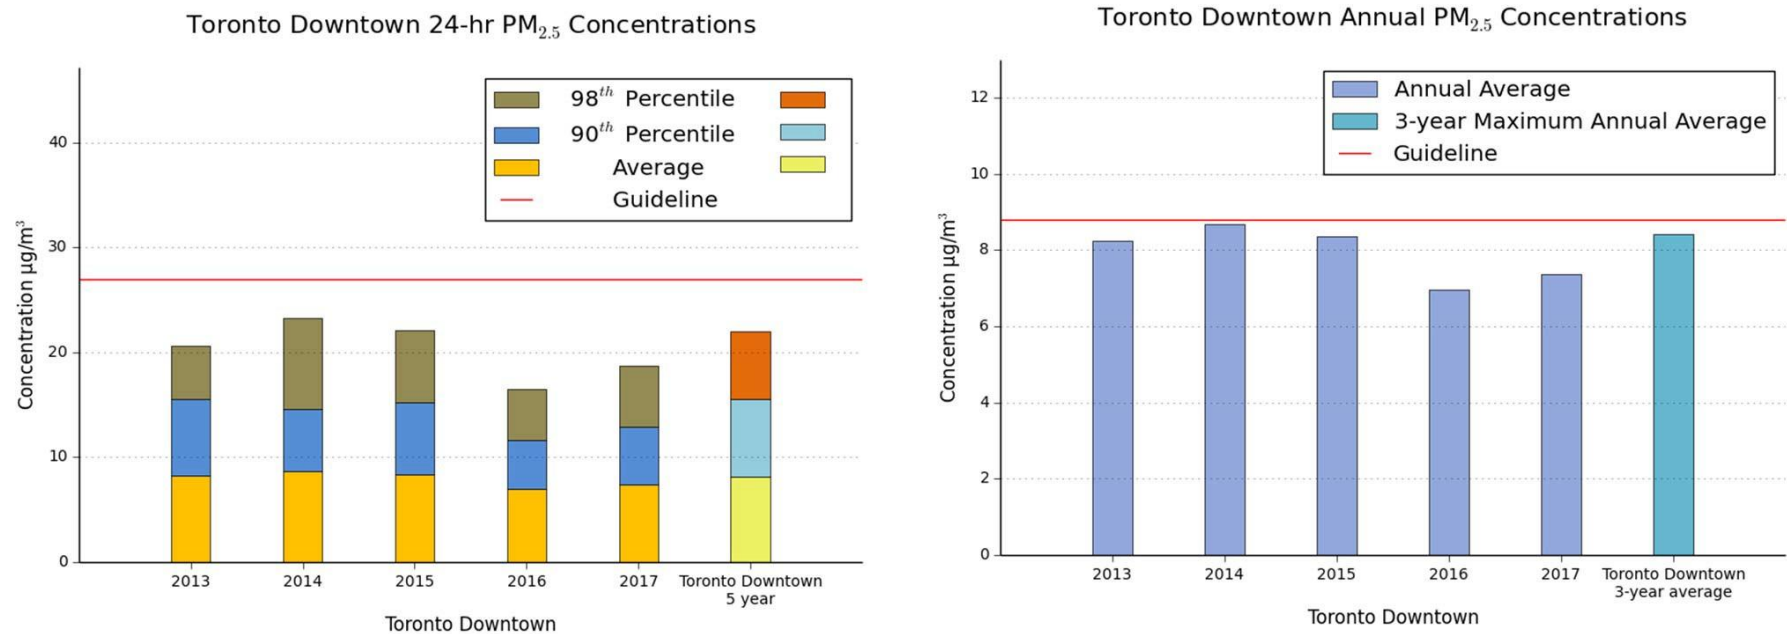 Toronto Downtown 24-hr PM2.5 Concentrations
98th Percentile
90th Percentile
Average
Guideline
40
30
20
10
0
Concentration µg/m³
2013 2014 2015 2016 2017 Toronto Downtown
5 year
Toronto Downtown
Toronto Downtown Annual PM2.5 Concentrations
Annual Average
3-year Maximum Annual Average
Guideline
12
10
8
6
4
2
0
Concentration µg/m³
2013 2014 2015 2016 2017 Toronto Downtown
3-year average
Toronto Downtown